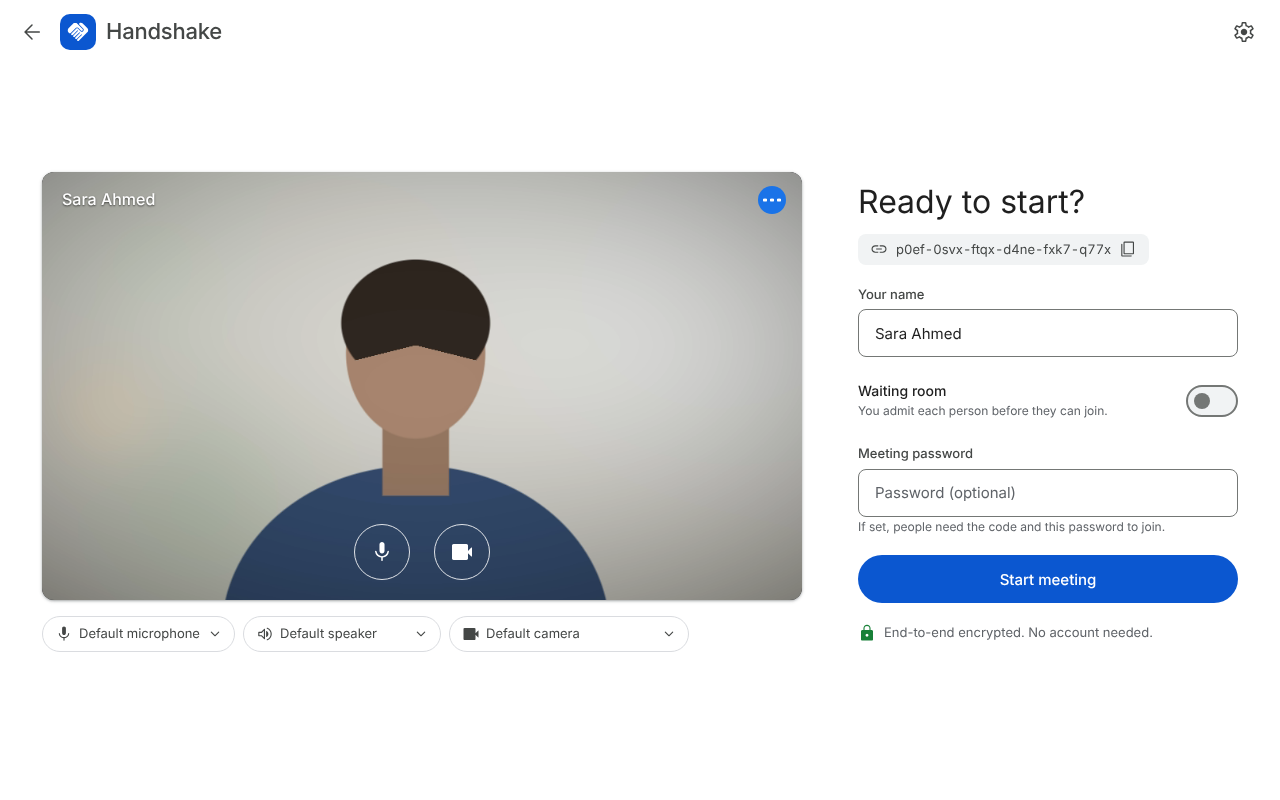 Handshake
Sara Ahmed
Default microphone
Default speaker
Default camera
Ready to start?
p0ef-0svx-ftqx-d4ne-fxk7-q77x
Your name
Sara Ahmed
Waiting room
You admit each person before they can join.
Meeting password
Password (optional)
If set, people need the code and this password to join.
Start meeting
End-to-end encrypted. No account needed.